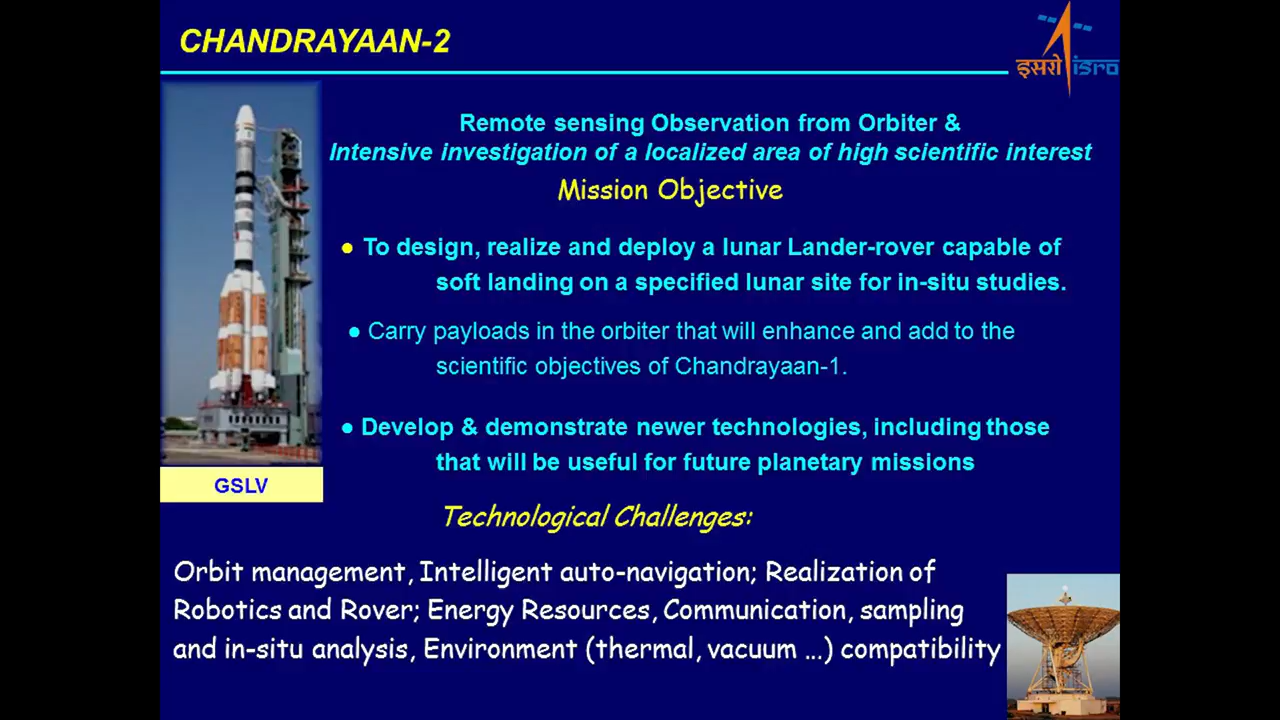 CHANDRAYAAN-2
इसरो isro
Remote sensing Observation from Orbiter &
Intensive investigation of a localized area of high scientific interest
Mission Objective
● To design, realize and deploy a lunar Lander-rover capable of
soft landing on a specified lunar site for in-situ studies.
● Carry payloads in the orbiter that will enhance and add to the
scientific objectives of Chandrayaan-1.
● Develop & demonstrate newer technologies, including those
that will be useful for future planetary missions
GSLV
Technological Challenges:
Orbit management, Intelligent auto-navigation; Realization of
Robotics and Rover; Energy Resources, Communication, sampling
and in-situ analysis, Environment (thermal, vacuum ...) compatibility